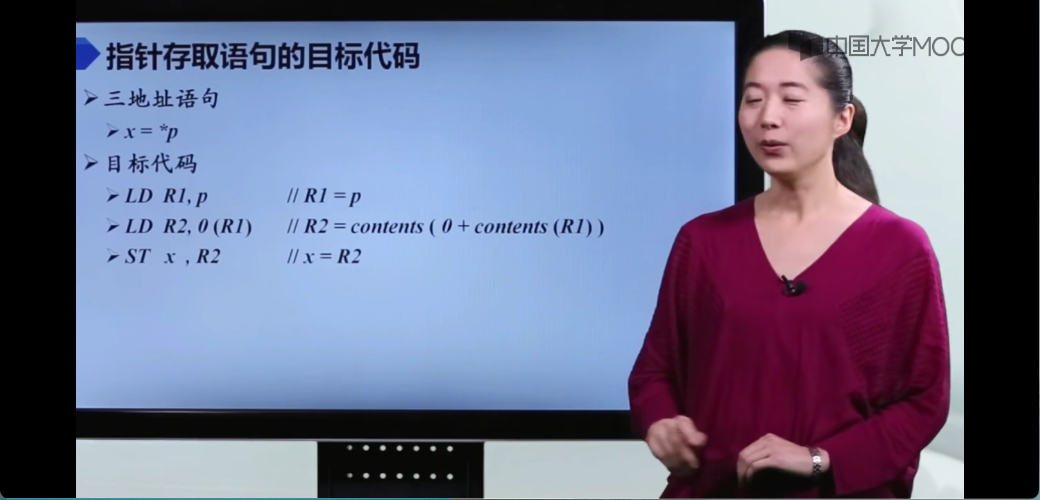 中国大学MOO
指针存取语句的目标代码
➢三地址语句
➢x = *p
➢目标代码
➢LD R1, p // R1 = p
➢LD R2, 0 (R1) // R2 = contents ( 0 + contents (R1) )
➢ST x , R2 // x = R2